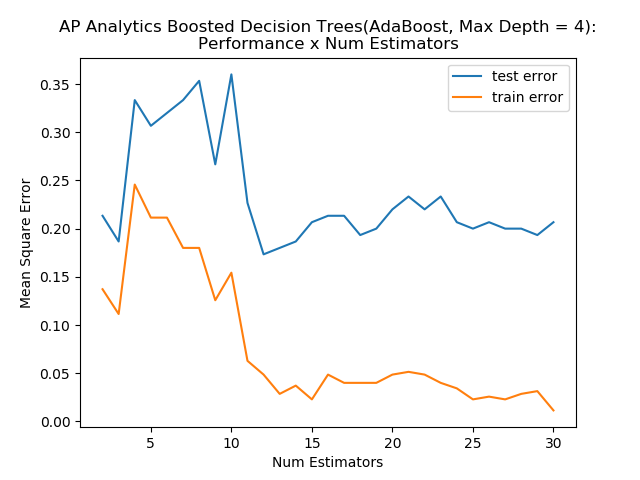 AP Analytics Boosted Decision Trees(AdaBoost, Max Depth = 4):
Performance x Num Estimators
test error
train error
Mean Square Error
0.35
0.30
0.25
0.20
0.15
0.10
0.05
0.00
5 10 15 20 25 30
Num Estimators